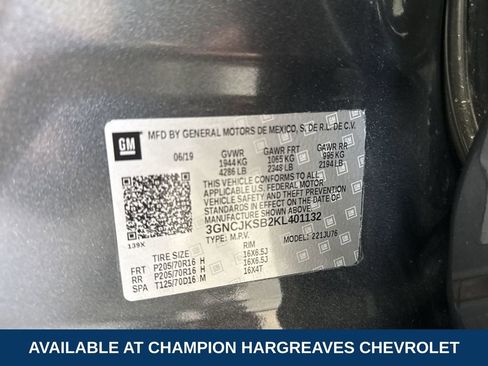 GM
MFD BY GENERAL MOTORS DE MEXICO, S. DE R.L. DE C.V.
06/19 GVWR GAWR FRT GAWR RR
1944 KG 1065 KG 995 KG
4286 LB 2348 LB 2194 LB
THIS VEHICLE CONFORMS TO ALL
APPLICABLE U.S. FEDERAL MOTOR
VEHICLE SAFETY AND THEFT
PREVENTION STANDARDS IN EFFECT
ON THE DATE OF MANUFACTURE
SHOWN ABOVE.
3GNCJKSB2KL401132
TYPE: M.P.V. MODEL: 221JU76
139X
TIRE SIZE RIM
FRT P205/70R16 H 16X6.5J
RR P205/70R16 H 16X6.5J
SPA T125/70D16 M 16X4T
AVAILABLE AT CHAMPION HARGREAVES CHEVROLET